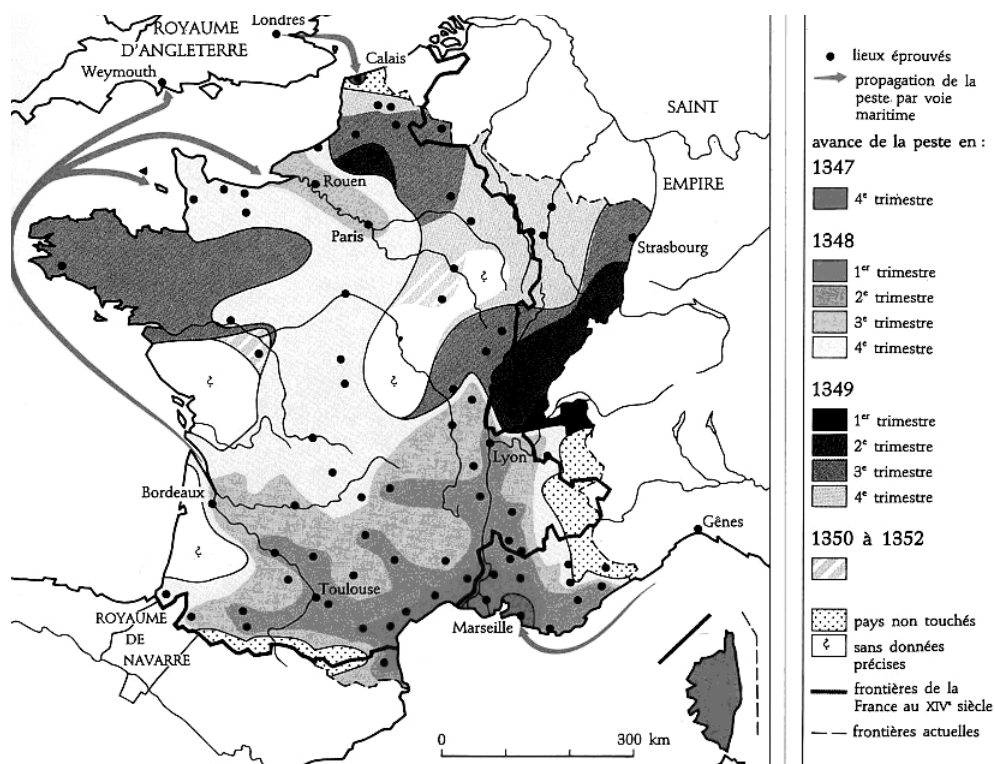 ROYAUME
D'ANGLETERRE
Londres
Weymouth
Calais
SAINT
EMPIRE
Rouen
Paris
Strasbourg
Lyon
Bordeaux
Gênes
Toulouse
Marseille
ROYAUME
DE
NAVARRE
0 300 km
lieux éprouvés
propagation de la
peste par voie
maritime
avance de la peste en :
1347
4e trimestre
1348
1er trimestre
2e trimestre
3e trimestre
4e trimestre
1349
1er trimestre
2e trimestre
3e trimestre
4e trimestre
1350 à 1352
pays non touchés
sans données
précises
frontières de la
France au XIVe siècle
frontières actuelles